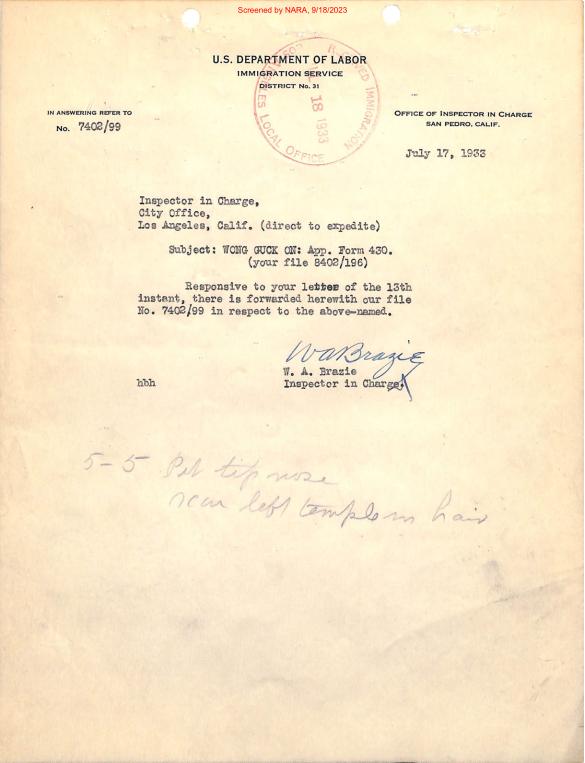 Screened by NARA, 9/18/2023
U.S. DEPARTMENT OF LABOR
IMMIGRATION SERVICE
DISTRICT No. 31
RECEIVED IMMIGRATION
18 1933
LOCAL OFFICE
IN ANSWERING REFER TO
No. 7402/99
OFFICE OF INSPECTOR IN CHARGE
SAN PEDRO, CALIF.
July 17, 1933
Inspector in Charge,
City Office,
Los Angeles, Calif. (direct to expedite)
Subject: WONG GUCK ON: App. Form 430.
(your file 8402/196)
Responsive to your letter of the 13th
instant, there is forwarded herewith our file
No. 7402/99 in respect to the above-named.
WABrazie
W. A. Brazie
Inspector in Charge.
hbh
5-5 Pit tip nose
scar left temple in hair